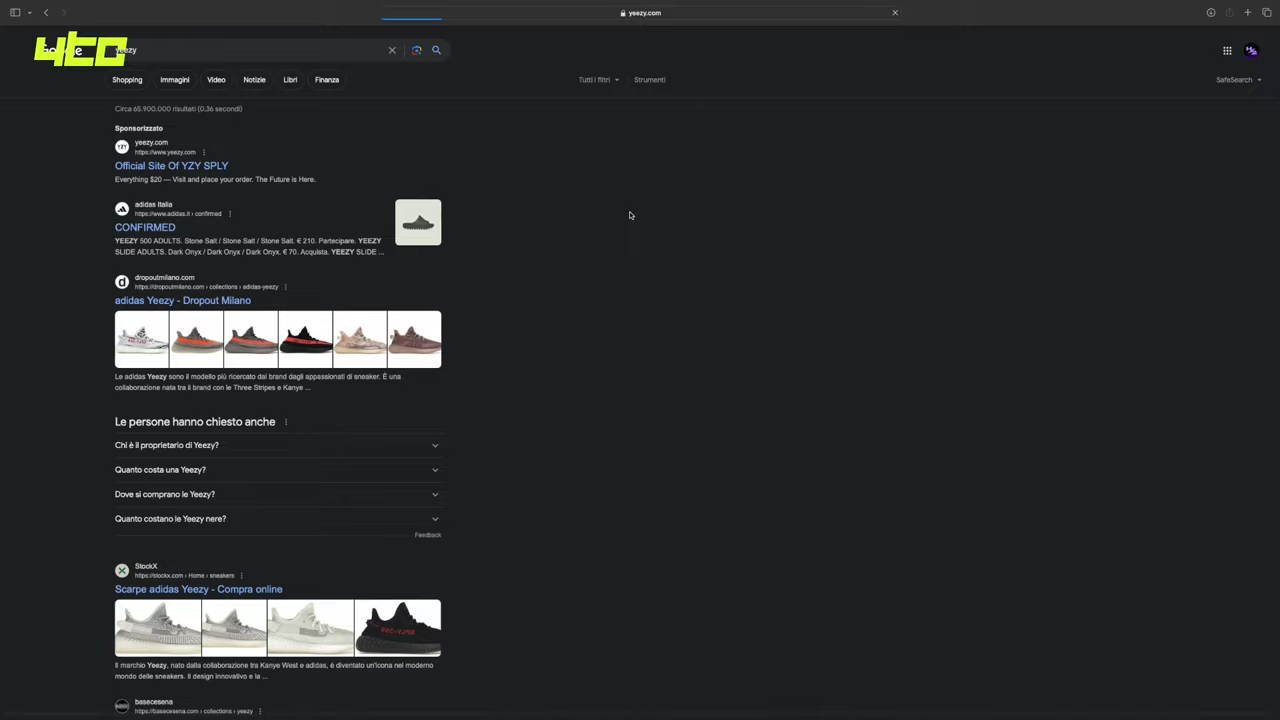 yeezy.com
4TG
yeezy
Shopping
Immagini
Video
Notizie
Libri
Finanza
Tutti i filtri
Strumenti
SafeSearch
Circa 65.900.000 risultati (0,36 secondi)
Sponsorizzato
YZY
yeezy.com
https://www.yeezy.com
Official Site Of YZY SPLY
Everything $20 — Visit and place your order. The Future is Here.
adidas Italia
https://www.adidas.it › confirmed
CONFIRMED
YEEZY 500 ADULTS. Stone Salt / Stone Salt / Stone Salt. € 210. Partecipare. YEEZY
SLIDE ADULTS. Dark Onyx / Dark Onyx / Dark Onyx. € 70. Acquista. YEEZY SLIDE ...
d
dropoutmilano.com
https://dropoutmilano.com › collections › adidas-yeezy
adidas Yeezy - Dropout Milano
Le adidas Yeezy sono il modello più ricercato dal brand dagli appassionati di sneaker. È una
collaborazione nata tra il brand con le Three Stripes e Kanye ...
Le persone hanno chiesto anche
Chi è il proprietario di Yeezy?
Quanto costa una Yeezy?
Dove si comprano le Yeezy?
Quanto costano le Yeezy nere?
Feedback
StockX
https://stockx.com › Home › sneakers
Scarpe adidas Yeezy - Compra online
Il marchio Yeezy, nato dalla collaborazione tra Kanye West e adidas, è diventato un'icona nel moderno
mondo delle sneakers. Il design innovativo e la ...
basecesena
https://basecesena.com › collections › yeezy